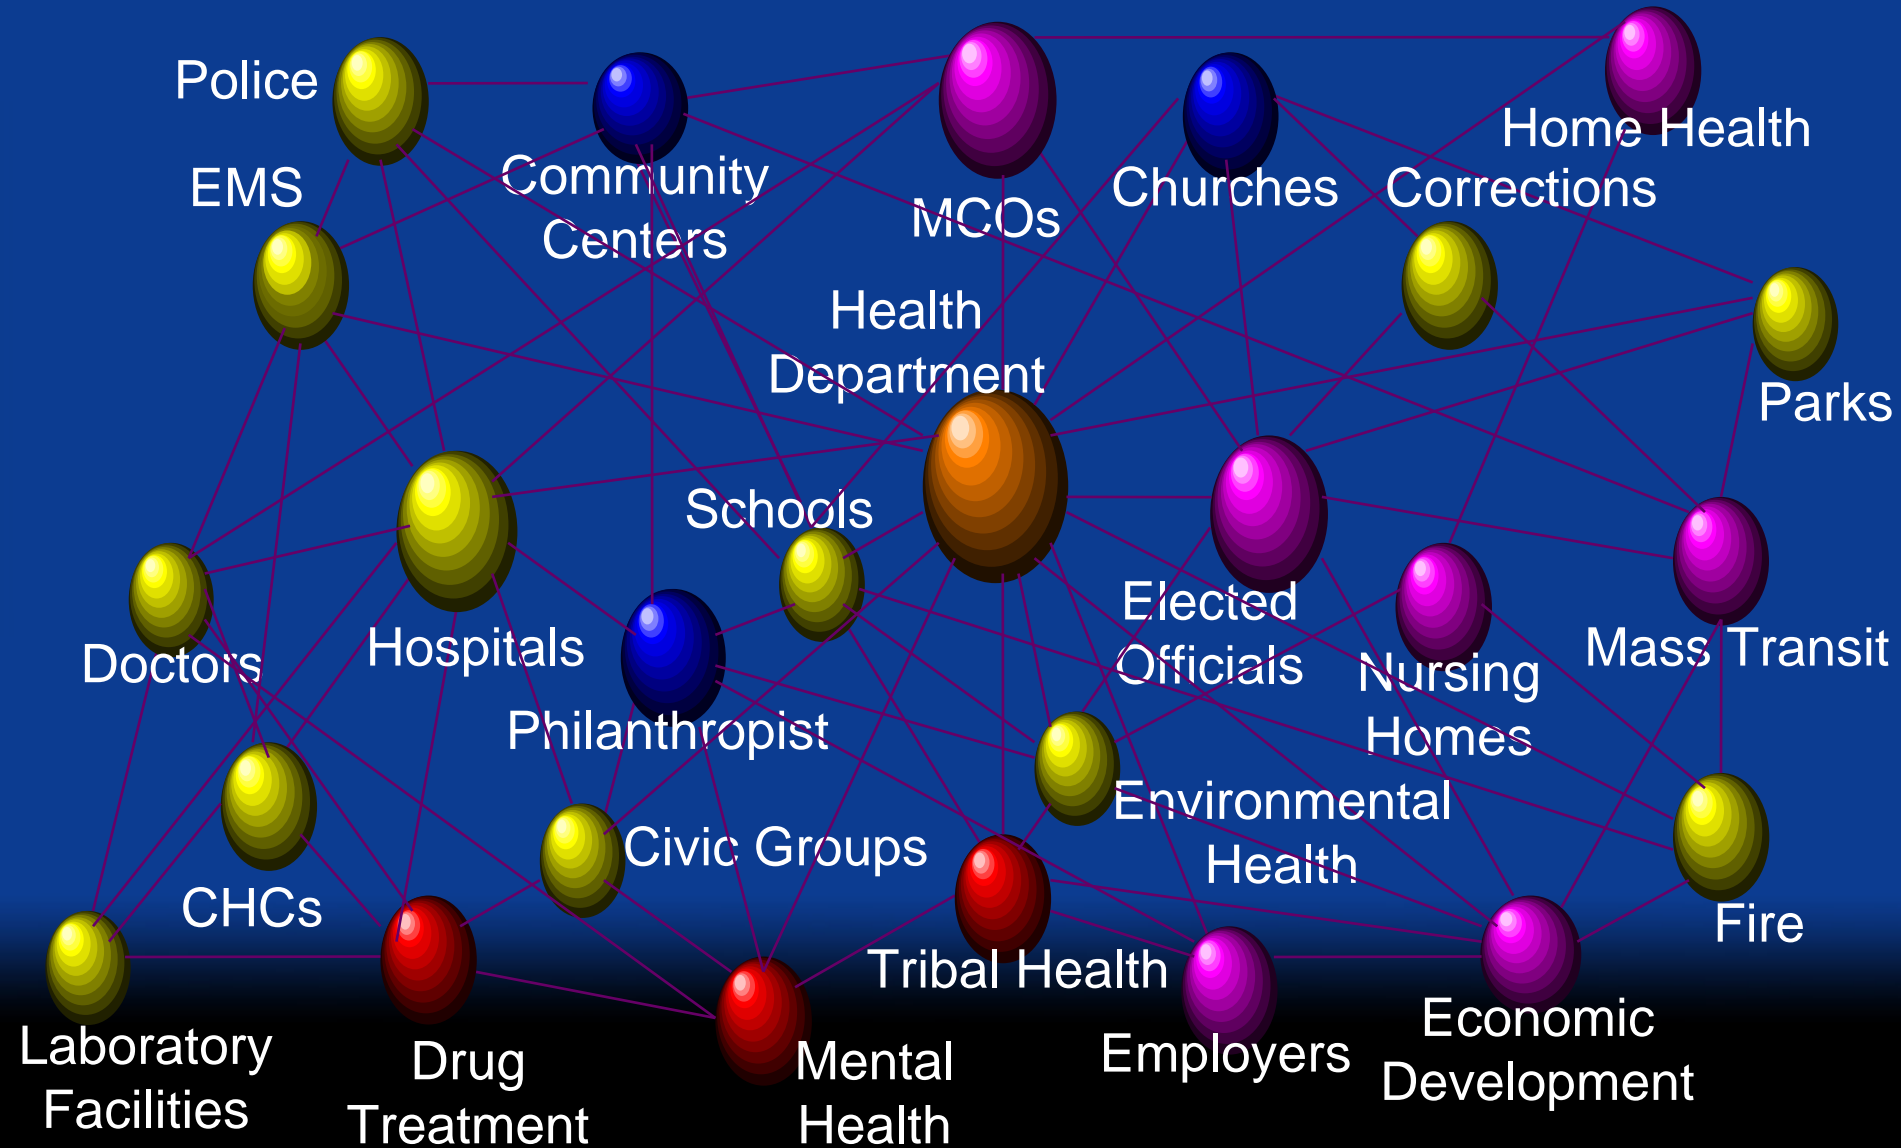 Police
EMS
Community
Centers
MCOs
Churches
Home Health
Corrections
Health
Department
Parks
Schools
Doctors
Hospitals
Philanthropist
Elected
Officials
Nursing
Homes
Mass Transit
Environmental
Health
Civic Groups
CHCs
Fire
Tribal Health
Laboratory
Facilities
Drug
Treatment
Mental
Health
Employers
Economic
Development